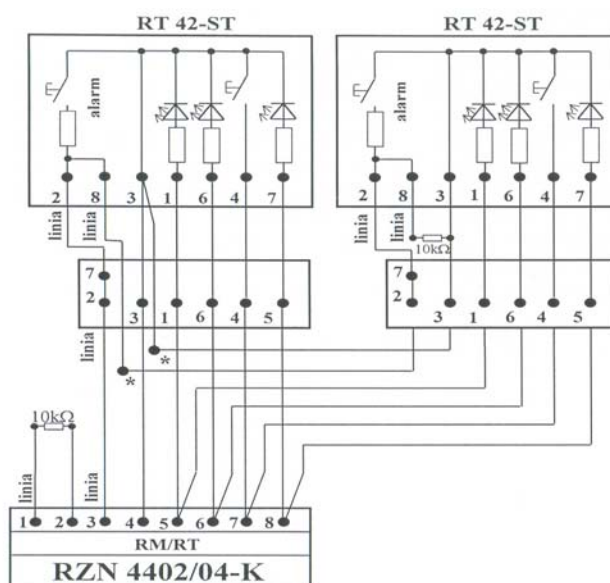 RT 42-ST RT 42-ST
alarm alarm
2 8 3 1 6 4 7 2 8 3 1 6 4 7
linia linia linia linia
10kΩ
7 7
2 3 1 6 4 5 2 3 1 6 4 5
linia
* *
10kΩ
linia linia
1 2 3 4 5 6 7 8
RM/RT
RZN 4402/04-K